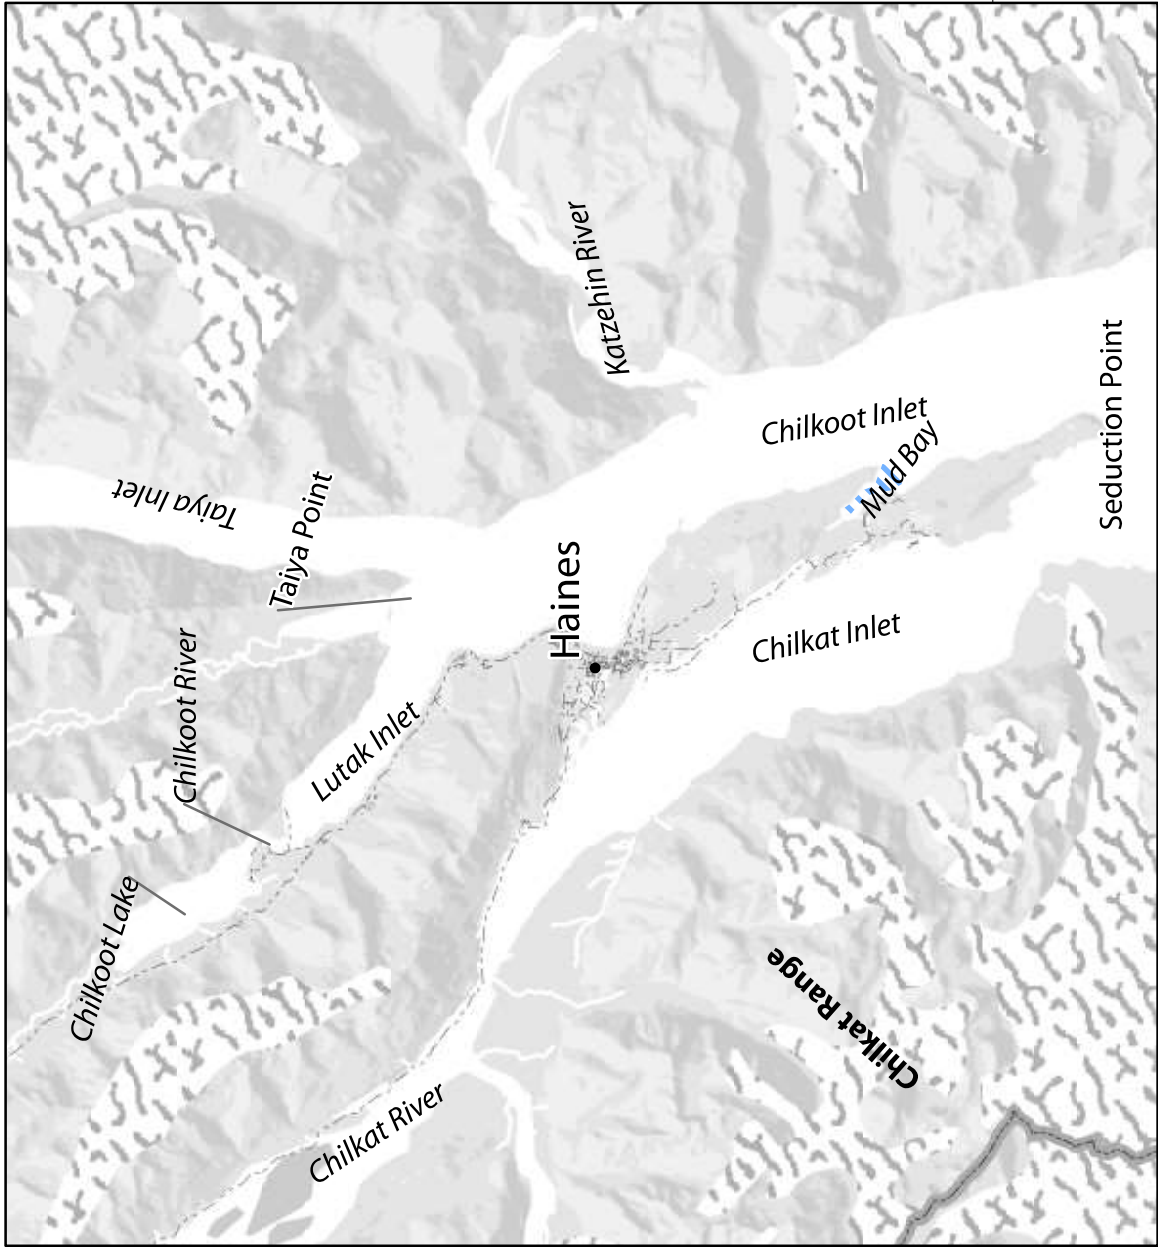 Taiya Inlet
Taiya Point
Chilkoot River
Chilkoot Lake
Lutak Inlet
Katzehin River
Haines
Chilkoot Inlet
Mud Bay
Chilkat Inlet
Seduction Point
Chilkat River
Chilkat Range